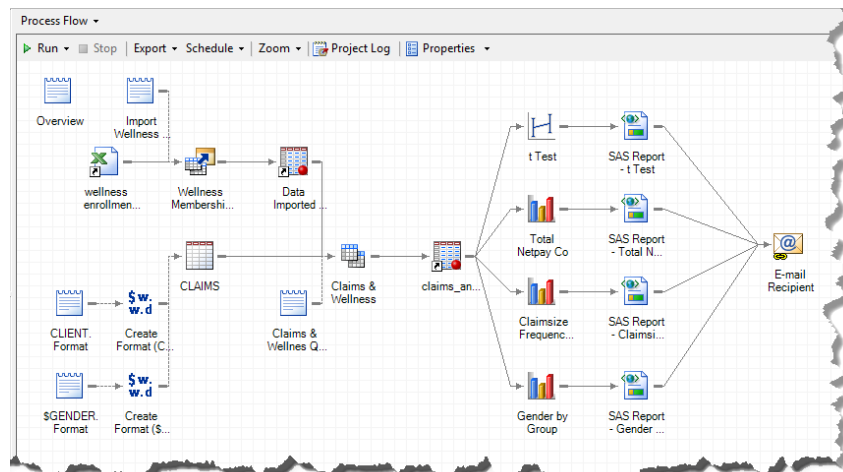 Process Flow
Run Stop Export Schedule Zoom Project Log Properties
Overview
Import
Wellness ...
wellness
enrollmen...
Wellness
Membershi...
Data
Imported ...
t Test
SAS Report
- t Test
Total
Netpay Co
SAS Report
- Total N...
E-mail
Recipient
CLAIMS
Claims &
Wellness
claims_an...
$w.
w.d
CLIENT.
Format
Create
Format (C...
Claims &
Wellnes Q...
Claimsize
Frequenc...
SAS Report
- Claimsi...
$w.
w.d
$GENDER.
Format
Create
Format ($...
Gender by
Group
SAS Report
- Gender ...